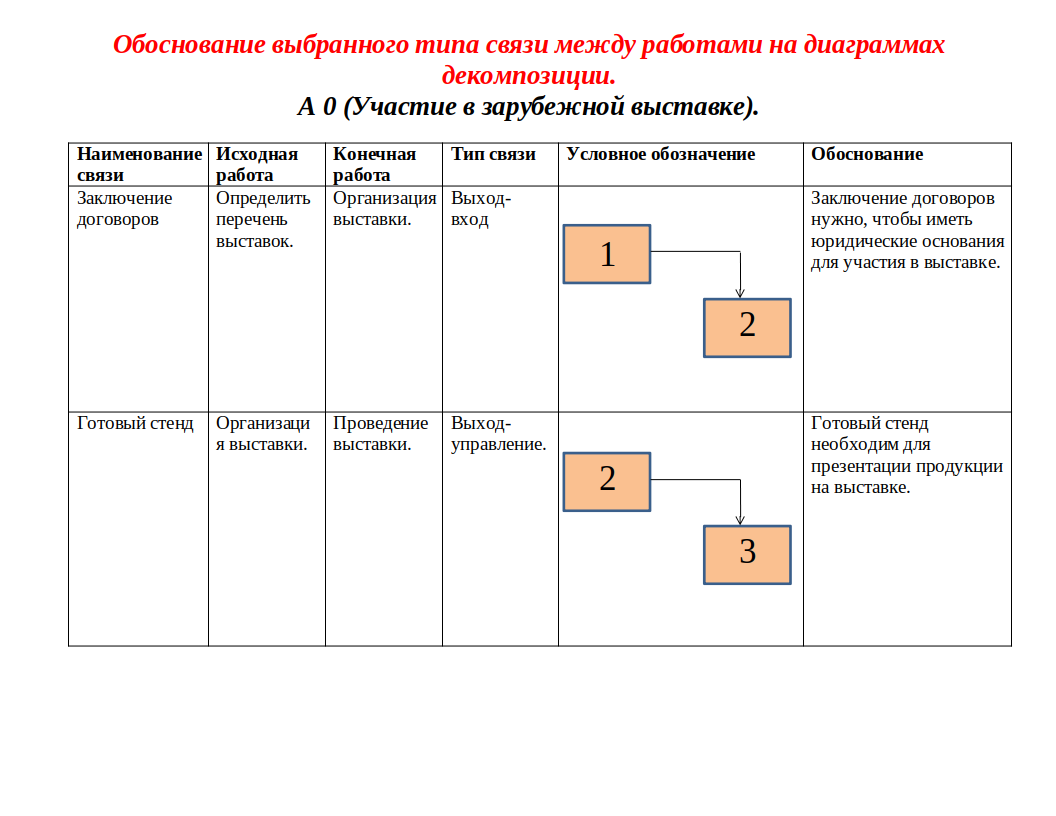 Обоснование выбранного типа связи между работами на диаграммах
декомпозиции.
А 0 (Участие в зарубежной выставке).
Наименование связи
Исходная работа
Конечная работа
Тип связи
Условное обозначение
Обоснование
Заключение
договоров
Определить
перечень
выставок.
Организация
выставки.
Выход-
вход
1
2
Заключение договоров
нужно, чтобы иметь
юридические основания
для участия в выставке.
Готовый стенд
Организаци
я выставки.
Проведение
выставки.
Выход-
управление.
2
3
Готовый стенд
необходим для
презентации продукции
на выставке.